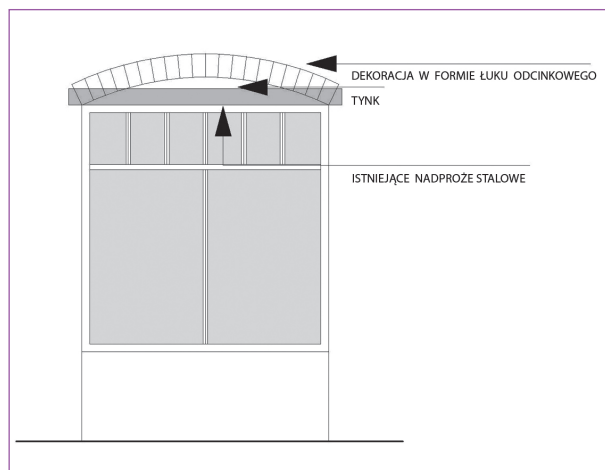 DEKORACJA W FORMIE ŁUKU ODCINKOWEGO
TYNK
ISTNIEJĄCE NADPROŻE STALOWE